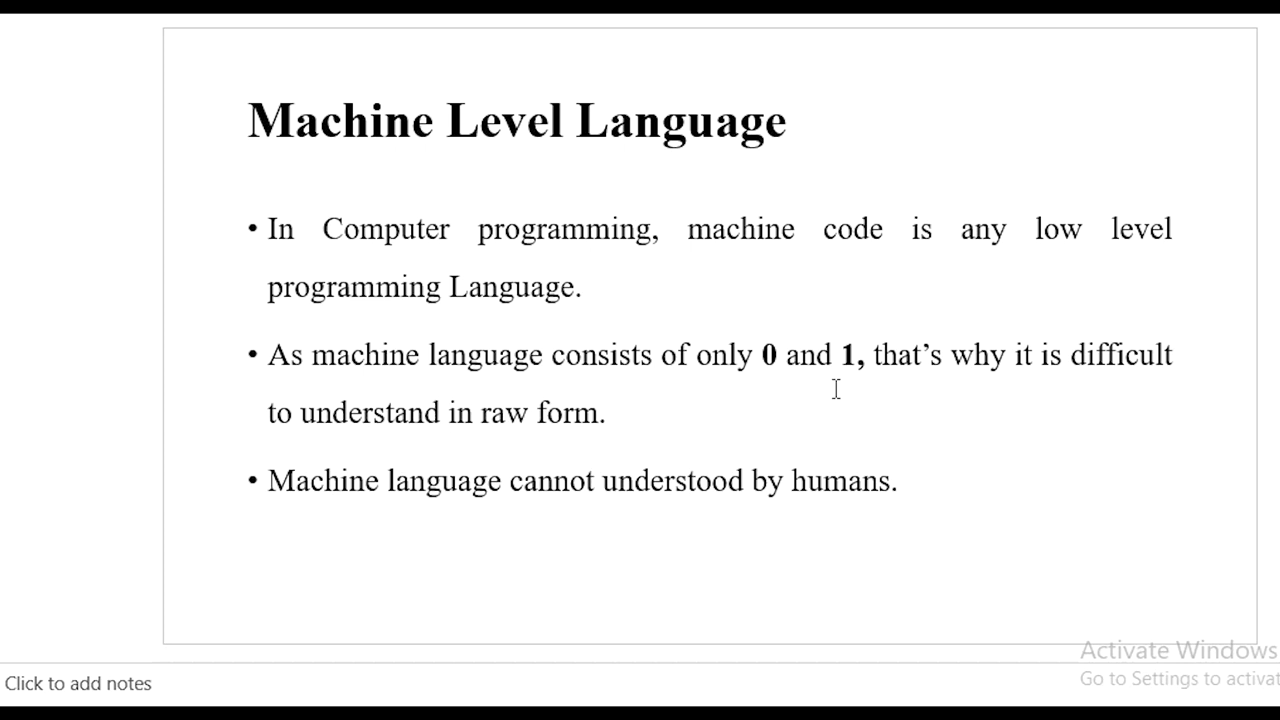 Machine Level Language
• In Computer programming, machine code is any low level
programming Language.
• As machine language consists of only 0 and 1, that’s why it is difficult
to understand in raw form.
• Machine language cannot understood by humans.
Activate Windows
Go to Settings to activat
Click to add notes